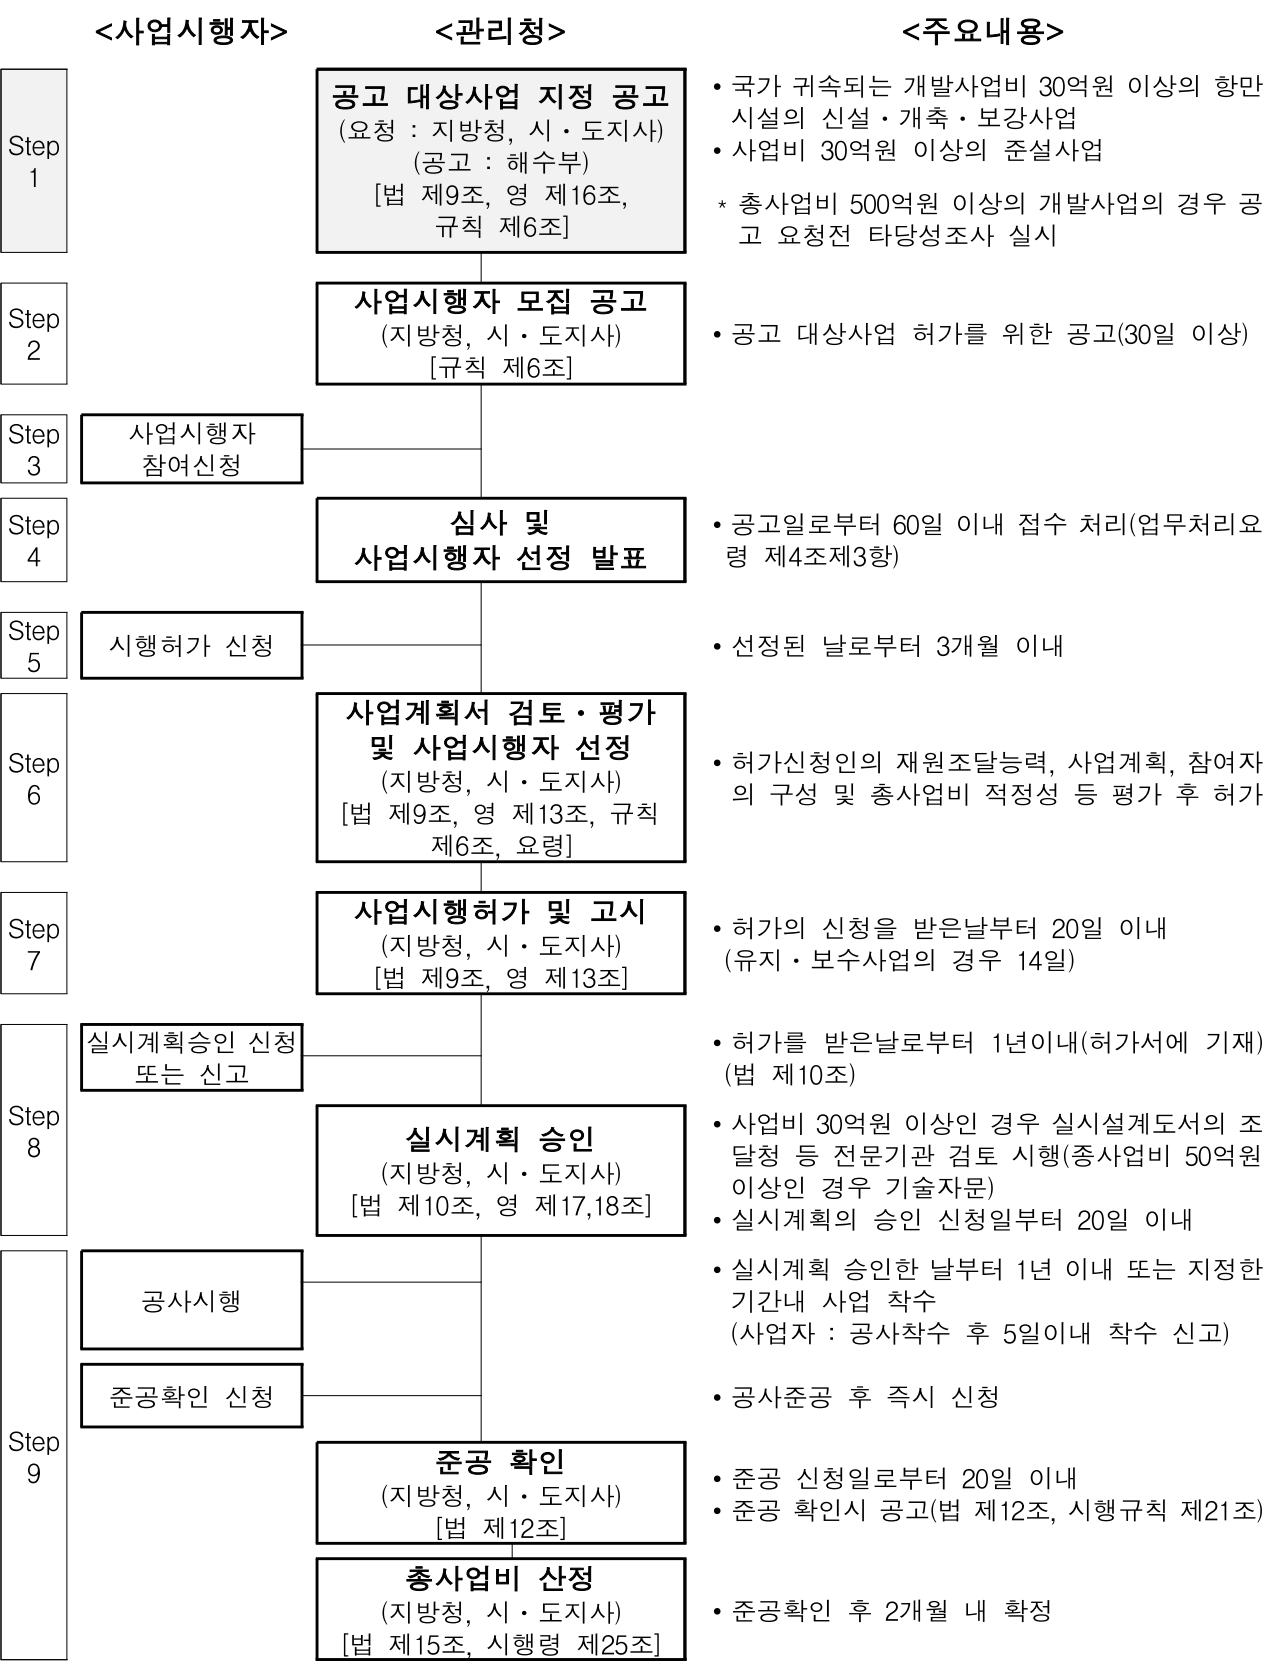 <사업시행자> <관리청> <주요내용>
Step
1
공고 대상사업 지정 공고
(요청 : 지방청, 시·도지사)
(공고 : 해수부)
[법 제9조, 영 제16조,
규칙 제6조]
• 국가 귀속되는 개발사업비 30억원 이상의 항만
시설의 신설·개축·보강사업
• 사업비 30억원 이상의 준설사업
* 총사업비 500억원 이상의 개발사업의 경우 공
고 요청전 타당성조사 실시
Step
2
사업시행자 모집 공고
(지방청, 시·도지사)
[규칙 제6조]
• 공고 대상사업 허가를 위한 공고(30일 이상)
Step
3
사업시행자
참여신청
Step
4
심사 및
사업시행자 선정 발표
• 공고일로부터 60일 이내 접수 처리(업무처리요
령 제4조제3항)
Step
5
시행허가 신청
• 선정된 날로부터 3개월 이내
Step
6
사업계획서 검토·평가
및 사업시행자 선정
(지방청, 시·도지사)
[법 제9조, 영 제13조, 규칙
제6조, 요령]
• 허가신청인의 재원조달능력, 사업계획, 참여자
의 구성 및 총사업비 적정성 등 평가 후 허가
Step
7
사업시행허가 및 고시
(지방청, 시·도지사)
[법 제9조, 영 제13조]
• 허가의 신청을 받은날부터 20일 이내
(유지·보수사업의 경우 14일)
Step
8
실시계획승인 신청
또는 신고
• 허가를 받은날로부터 1년이내(허가서에 기재)
(법 제10조)
실시계획 승인
(지방청, 시·도지사)
[법 제10조, 영 제17,18조]
• 사업비 30억원 이상인 경우 실시설계도서의 조
달청 등 전문기관 검토 시행(종사업비 50억원
이상인 경우 기술자문)
• 실시계획의 승인 신청일부터 20일 이내
Step
9
공사시행
• 실시계획 승인한 날부터 1년 이내 또는 지정한
기간내 사업 착수
(사업자 : 공사착수 후 5일이내 착수 신고)
준공확인 신청
• 공사준공 후 즉시 신청
준공 확인
(지방청, 시·도지사)
[법 제12조]
• 준공 신청일로부터 20일 이내
• 준공 확인시 공고(법 제12조, 시행규칙 제21조)
총사업비 산정
(지방청, 시·도지사)
[법 제15조, 시행령 제25조]
• 준공확인 후 2개월 내 확정